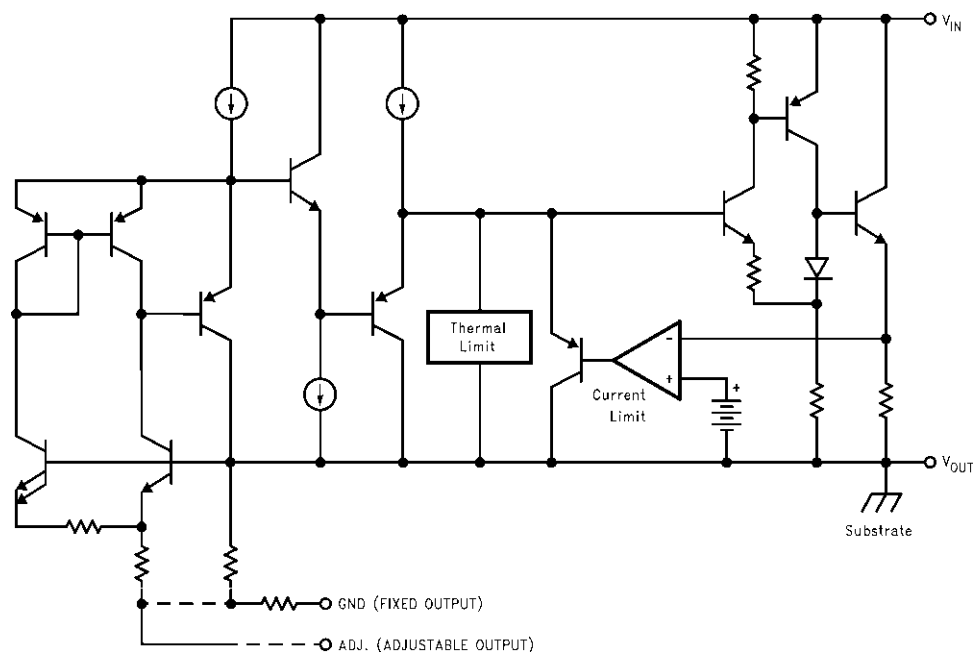 V_IN
Thermal
Limit
-
+
Current
Limit
+
V_OUT
Substrate
GND (FIXED OUTPUT)
ADJ. (ADJUSTABLE OUTPUT)